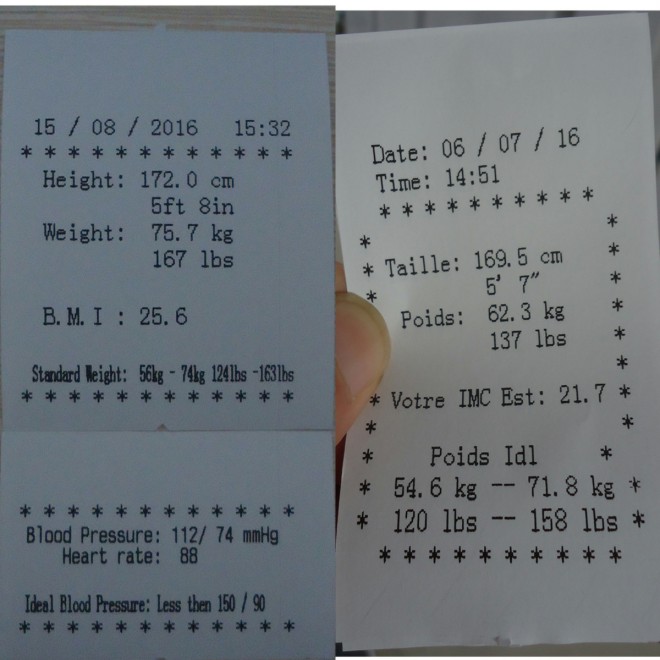 15 / 08 / 2016 15:32
* * * * * * * * * * * * *
Height: 172.0 cm
5ft 8in
Weight: 75.7 kg
167 lbs
B.M.I : 25.6
Standard Weight: 56kg - 74kg 124lbs -163lbs
* * * * * * * * * * * * *
* * * * * * * * * * * * *
Blood Pressure: 112/ 74 mmHg
Heart rate: 88
Ideal Blood Pressure: Less then 150 / 90
* * * * * * * * * * * * *
Date: 06 / 07 / 16
Time: 14:51
* * * * * * * * * *
* *
* Taille: 169.5 cm *
* 5' 7" *
Poids: 62.3 kg *
137 lbs *
* Votre IMC Est: 21.7 *
* *
* Poids Idl *
* 54.6 kg -- 71.8 kg *
* 120 lbs -- 158 lbs *
* * * * * * * * * * *